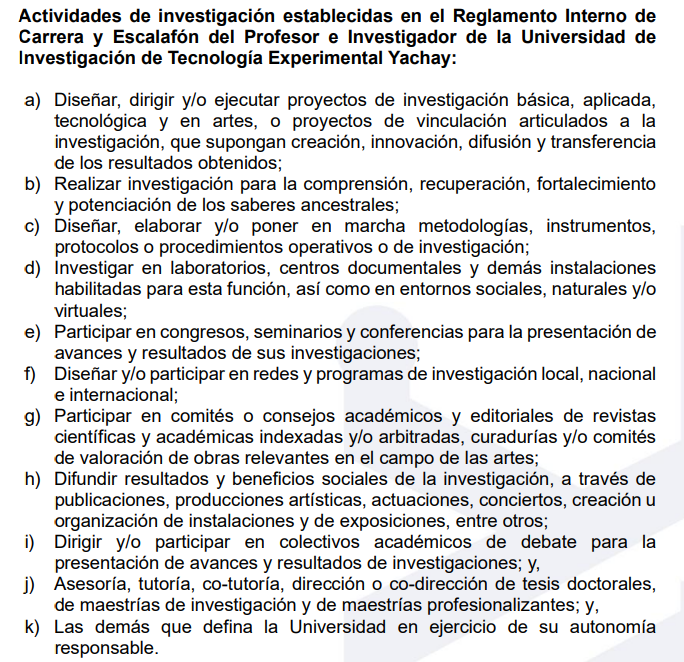 Actividades de investigación establecidas en el Reglamento Interno de
Carrera y Escalafón del Profesor e Investigador de la Universidad de
Investigación de Tecnología Experimental Yachay:
a) Diseñar, dirigir y/o ejecutar proyectos de investigación básica, aplicada,
tecnológica y en artes, o proyectos de vinculación articulados a la
investigación, que supongan creación, innovación, difusión y transferencia
de los resultados obtenidos;
b) Realizar investigación para la comprensión, recuperación, fortalecimiento
y potenciación de los saberes ancestrales;
c) Diseñar, elaborar y/o poner en marcha metodologías, instrumentos,
protocolos o procedimientos operativos o de investigación;
d) Investigar en laboratorios, centros documentales y demás instalaciones
habilitadas para esta función, así como en entornos sociales, naturales y/o
virtuales;
e) Participar en congresos, seminarios y conferencias para la presentación de
avances y resultados de sus investigaciones;
f) Diseñar y/o participar en redes y programas de investigación local, nacional
e internacional;
g) Participar en comités o consejos académicos y editoriales de revistas
científicas y académicas indexadas y/o arbitradas, curadurías y/o comités
de valoración de obras relevantes en el campo de las artes;
h) Difundir resultados y beneficios sociales de la investigación, a través de
publicaciones, producciones artísticas, actuaciones, conciertos, creación u
organización de instalaciones y de exposiciones, entre otros;
i) Dirigir y/o participar en colectivos académicos de debate para la
presentación de avances y resultados de investigaciones; y,
j) Asesoría, tutoría, co-tutoría, dirección o co-dirección de tesis doctorales,
de maestrías de investigación y de maestrías profesionalizantes; y,
k) Las demás que defina la Universidad en ejercicio de su autonomía
responsable.